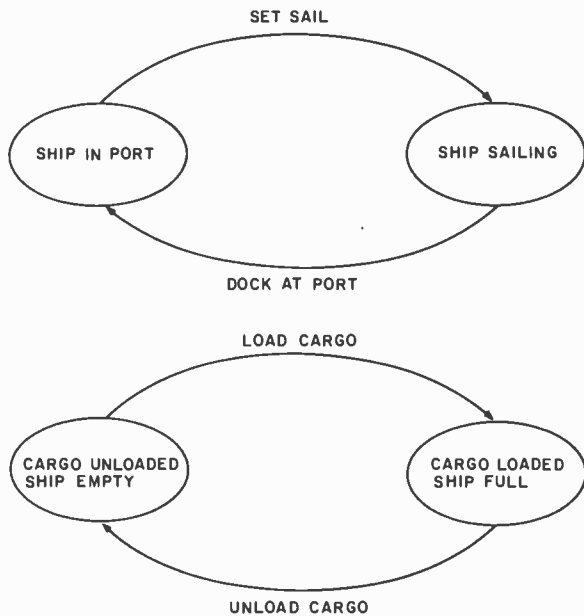 SET SAIL
SHIP IN PORT
SHIP SAILING
DOCK AT PORT
LOAD CARGO
CARGO UNLOADED
SHIP EMPTY
CARGO LOADED
SHIP FULL
UNLOAD CARGO